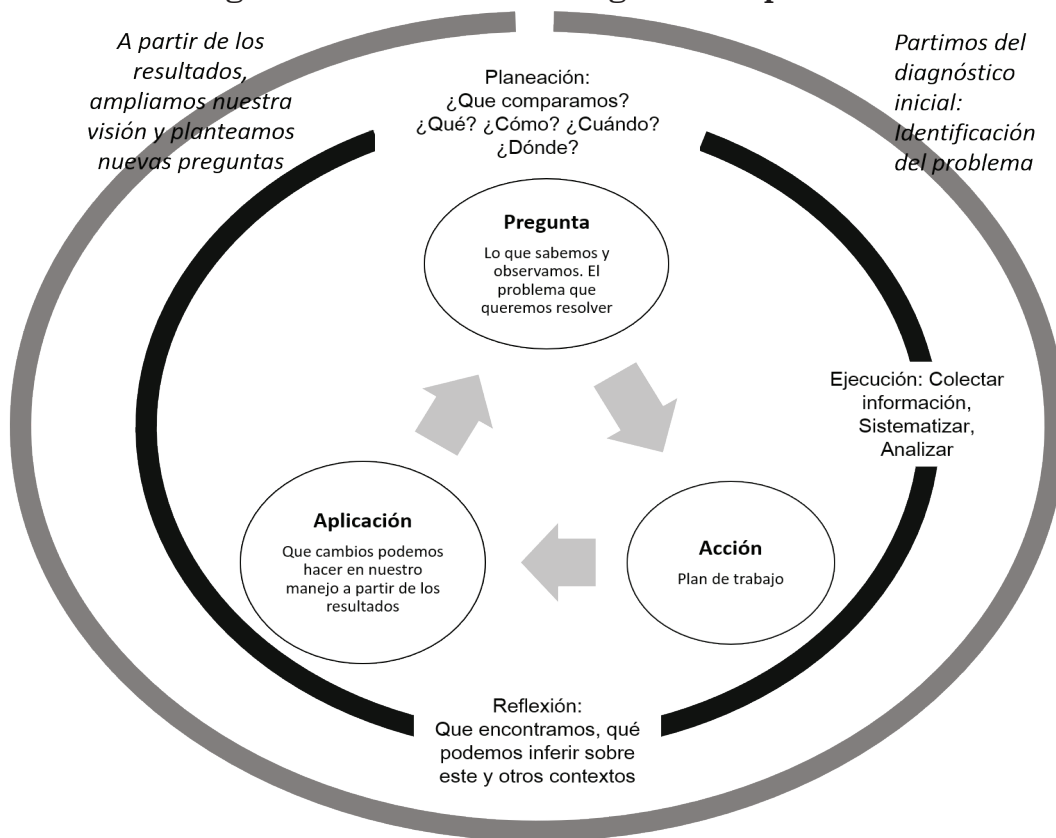 A partir de los
resultados,
ampliamos nuestra
visión y planteamos
nuevas preguntas
Partimos del
diagnóstico
inicial:
Identificación
del problema
Planeación:
¿Que comparamos?
¿Qué? ¿Cómo? ¿Cuándo?
¿Dónde?
Pregunta
Lo que sabemos y
observamos. El
problema que
queremos resolver
Ejecución: Colectar
información,
Sistematizar,
Analizar
Acción
Plan de trabajo
Aplicación
Que cambios podemos
hacer en nuestro
manejo a partir de los
resultados
Reflexión:
Que encontramos, qué
podemos inferir sobre
este y otros contextos